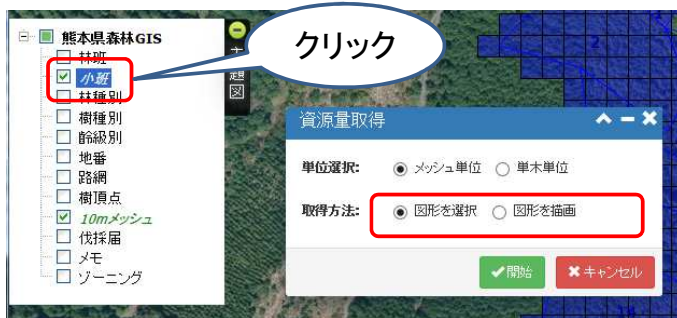 熊本県森林GIS
林班
小班
林種別
樹種別
齢級別
地番
路網
樹頂点
10mメッシュ
伐採届
メモ
ゾーニング
クリック
題
図
2
資源量取得
単位選択: メッシュ単位 単木単位
取得方法: 図形を選択 図形を描画
開始 キャンセル